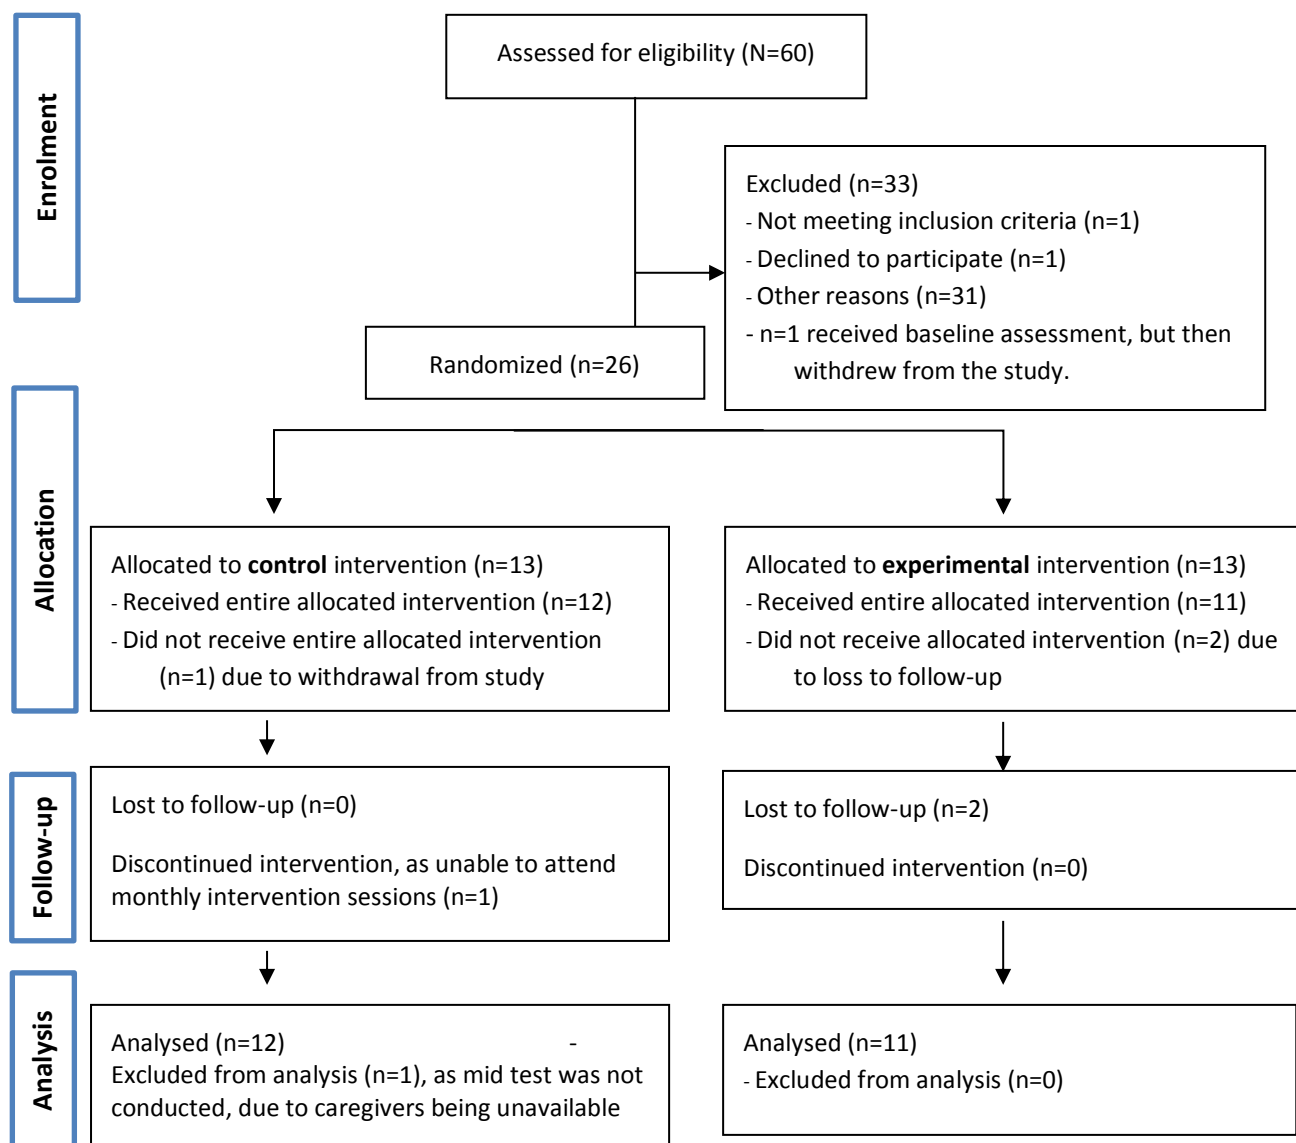 Enrolment
Assessed for eligibility (N=60)
Excluded (n=33)
- Not meeting inclusion criteria (n=1)
- Declined to participate (n=1)
- Other reasons (n=31)
- n=1 received baseline assessment, but then
withdrew from the study.
Randomized (n=26)
Allocation
Allocated to control intervention (n=13)
- Received entire allocated intervention (n=12)
- Did not receive entire allocated intervention
(n=1) due to withdrawal from study
Allocated to experimental intervention (n=13)
- Received entire allocated intervention (n=11)
- Did not receive allocated intervention (n=2) due
to loss to follow-up
Follow-up
Lost to follow-up (n=0)
Discontinued intervention, as unable to attend
monthly intervention sessions (n=1)
Lost to follow-up (n=2)
Discontinued intervention (n=0)
Analysis
Analysed (n=12) -
Excluded from analysis (n=1), as mid test was not
conducted, due to caregivers being unavailable
Analysed (n=11)
- Excluded from analysis (n=0)